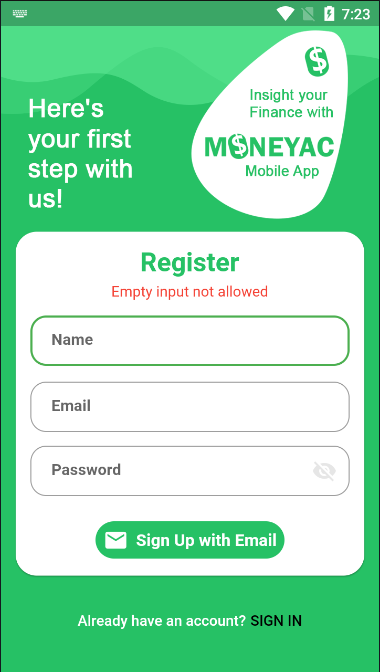 7:23
Here's
your first
step with
us!
$
Insight your
Finance with
M$NEYAC
Mobile App
Register
Empty input not allowed
Name
Email
Password
Sign Up with Email
Already have an account? SIGN IN